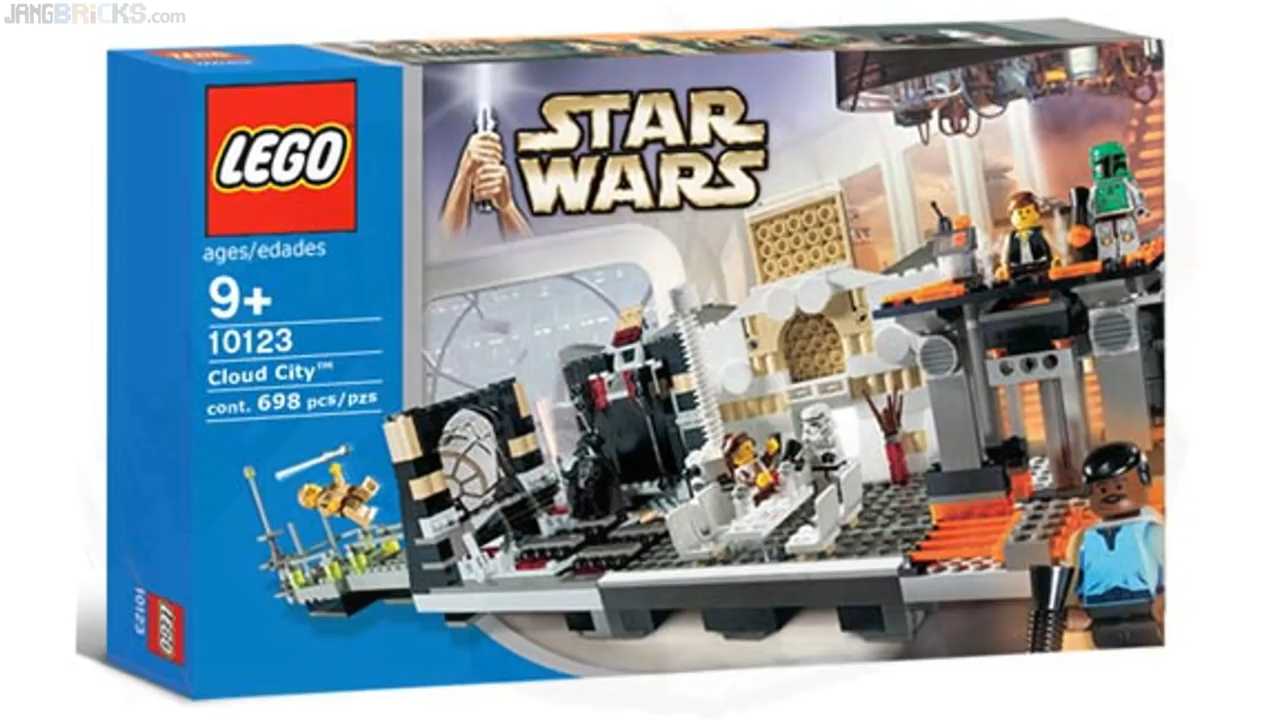 JANGBRiCKS.com
LEGO
STAR
WARS
ages/edades
9+
10123
Cloud City™
cont. 698 pcs/pzs
10123
LEGO